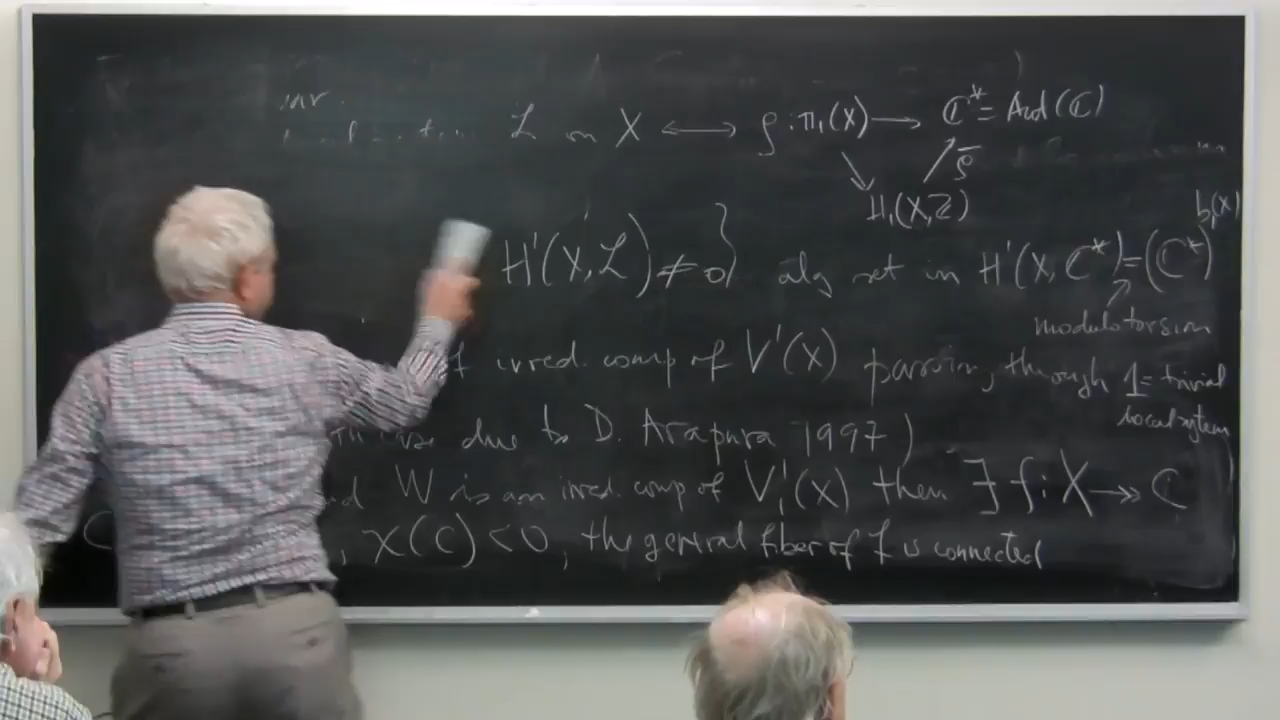 inv.
ℒ on X ⟷ ρ: π₁(X) ⟶ ℂ* = Aut(ℂ)
↘ ↗ ρ̄
H₁(X,ℤ)
H¹(X,ℒ) ≠ 0} alg set in H¹(X, ℂ*) = (ℂ*)^{b₁(X)}
modulo torsion
irred. comp of V¹(X) passing through 1 = trivial
local system
due to D. Arapura 1997)
W is an irred. comp of V¹₁(X) then ∃ f: X ↠ C
C , χ(C) < 0, the general fiber of f is connected